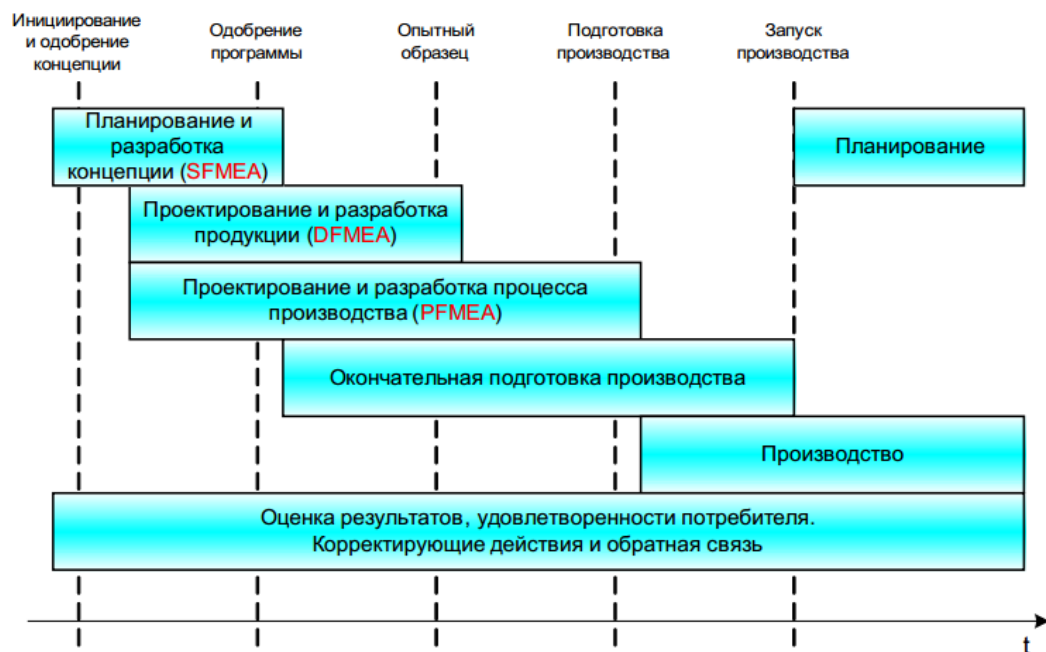 Инициирование
и одобрение
концепции
Одобрение
программы
Опытный
образец
Подготовка
производства
Запуск
производства
Планирование и
разработка
концепции (SFMEA)
Планирование
Проектирование и разработка
продукции (DFMEA)
Проектирование и разработка процесса
производства (PFMEA)
Окончательная подготовка производства
Производство
Оценка результатов, удовлетворенности потребителя.
Корректирующие действия и обратная связь
t